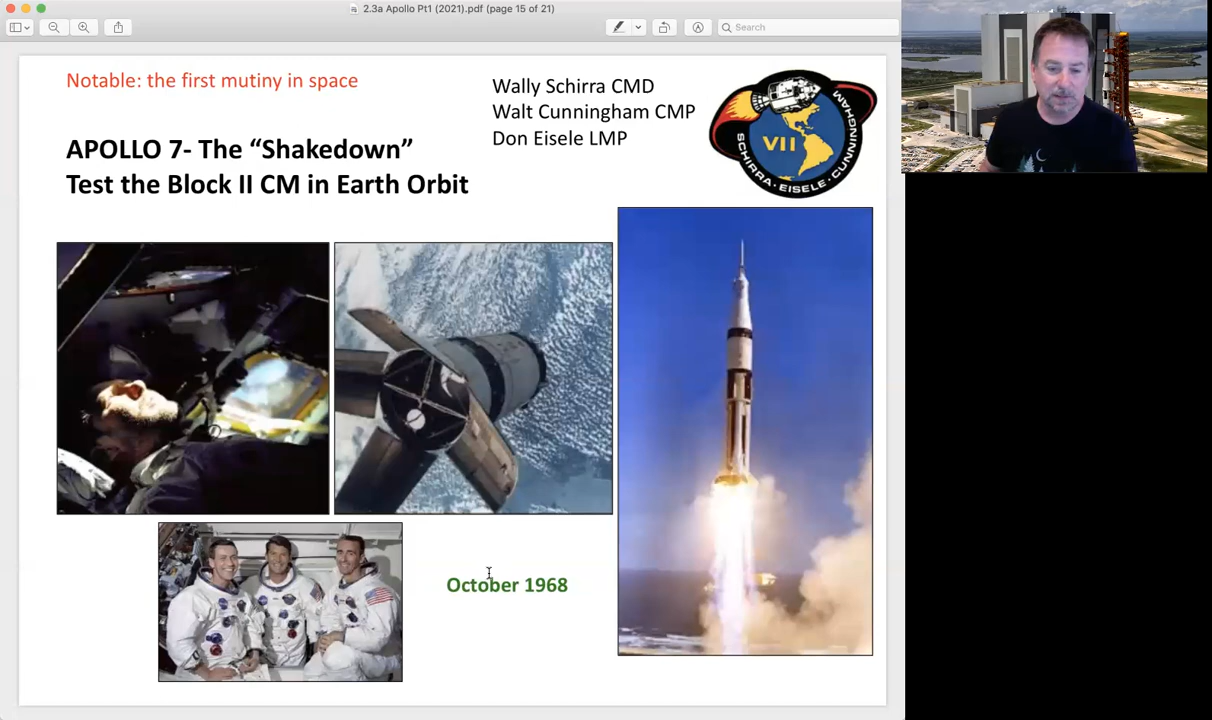 2.3a Apollo Pt1 (2021).pdf (page 15 of 21)
Search
Notable: the first mutiny in space
Wally Schirra CMD
Walt Cunningham CMP
Don Eisele LMP
APOLLO 7- The “Shakedown”
Test the Block II CM in Earth Orbit
VII
SCHIRRA · EISELE · CUNNINGHAM
October 1968